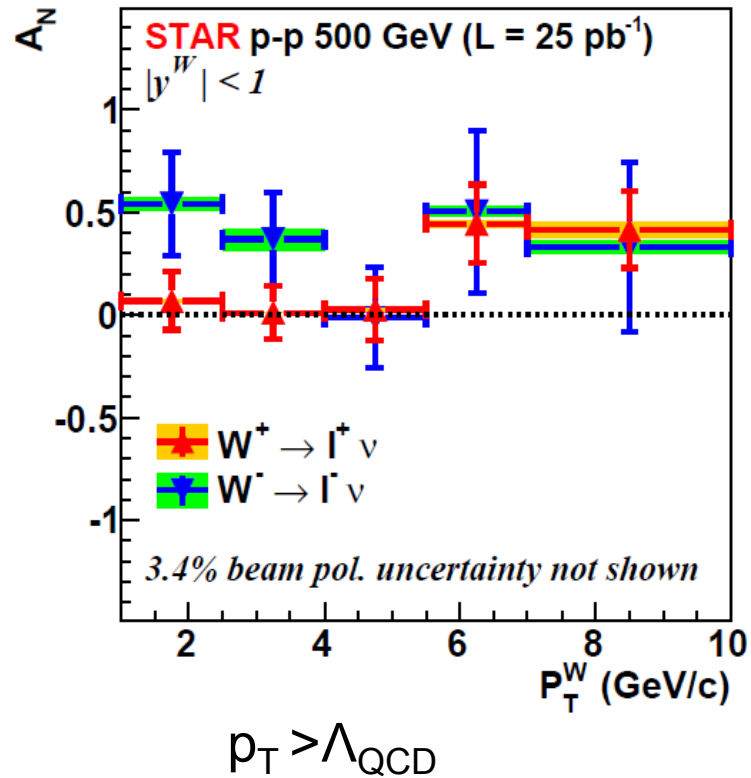 A_N
STAR p-p 500 GeV (L = 25 pb⁻¹)
|y^W| < 1
1
0.5
0
-0.5
-1
W⁺ → l⁺ ν
W⁻ → l⁻ ν
3.4% beam pol. uncertainty not shown
2 4 6 8 10
P_T^W (GeV/c)
p_T >Λ_QCD